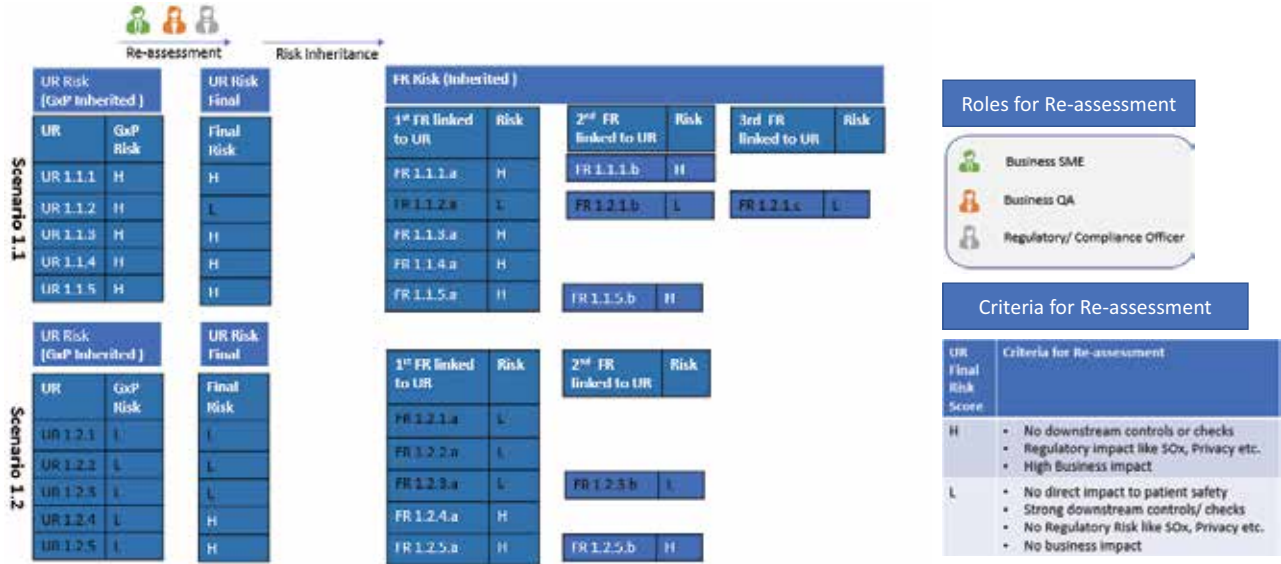 Re-assessment
Risk Inheritance
Scenario 1.1
UR Risk
(GxP Inherited )
UR Risk
Final
FR Risk (Inherited )
UR
GxP
Risk
Final
Risk
1st FR linked
to UR
Risk
2nd FR
linked to UR
Risk
3rd FR
linked to UR
Risk
UR 1.1.1 H H FR 1.1.1.a H FR 1.1.1.b H
UR 1.1.2 H L FR 1.1.2.a L FR 1.2.1.b L FR 1.2.1.c L
UR 1.1.3 H H FR 1.1.3.a H
UR 1.1.4 H H FR 1.1.4.a H
UR 1.1.5 H H FR 1.1.5.a H FR 1.1.5.b H
Scenario 1.2
UR Risk
(GxP Inherited )
UR Risk
Final
UR
GxP
Risk
Final
Risk
1st FR linked
to UR
Risk
2nd FR
linked to UR
Risk
UR 1.2.1 L L FR 1.2.1.a L
UR 1.2.2 L L FR 1.2.2.a L
UR 1.2.3 L L FR 1.2.3.a L FR 1.2.3.b L
UR 1.2.4 L H FR 1.2.4.a H
UR 1.2.5 L H FR 1.2.5.a H FR 1.2.5.b H
Roles for Re-assessment
Business SME
Business QA
Regulatory/ Compliance Officer
Criteria for Re-assessment
UR
Final
Risk
Score
Criteria for Re-assessment
H
• No downstream controls or checks
• Regulatory impact like SOx, Privacy etc.
• High Business impact
L
• No direct impact to patient safety
• Strong downstream controls/ checks
• No Regulatory Risk like SOx, Privacy etc.
• No business impact